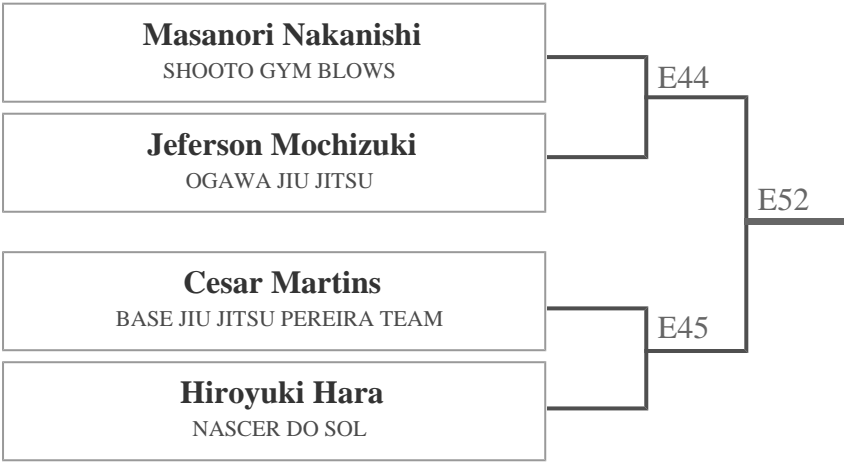 Masanori Nakanishi
SHOOTO GYM BLOWS
E44
Jeferson Mochizuki
OGAWA JIU JITSU
E52
Cesar Martins
BASE JIU JITSU PEREIRA TEAM
E45
Hiroyuki Hara
NASCER DO SOL